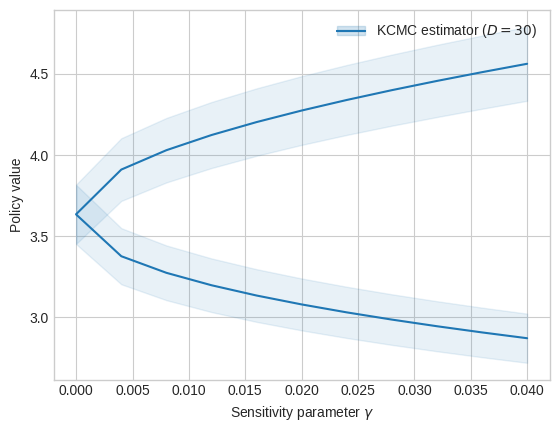 KCMC estimator (D = 30)
4.5
4.0
3.5
3.0
Policy value
0.000 0.005 0.010 0.015 0.020 0.025 0.030 0.035 0.040
Sensitivity parameter γ